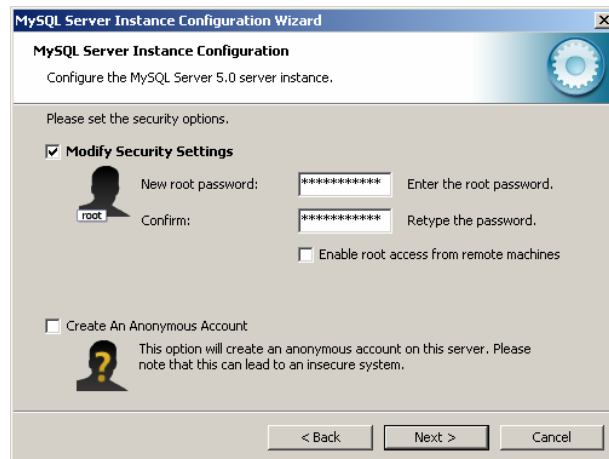 MySQL Server Instance Configuration Wizard
MySQL Server Instance Configuration
Configure the MySQL Server 5.0 server instance.
Please set the security options.
Modify Security Settings
root
New root password: *********** Enter the root password.
Confirm: *********** Retype the password.
Enable root access from remote machines
Create An Anonymous Account
?
This option will create an anonymous account on this server. Please
note that this can lead to an insecure system.
< Back Next > Cancel